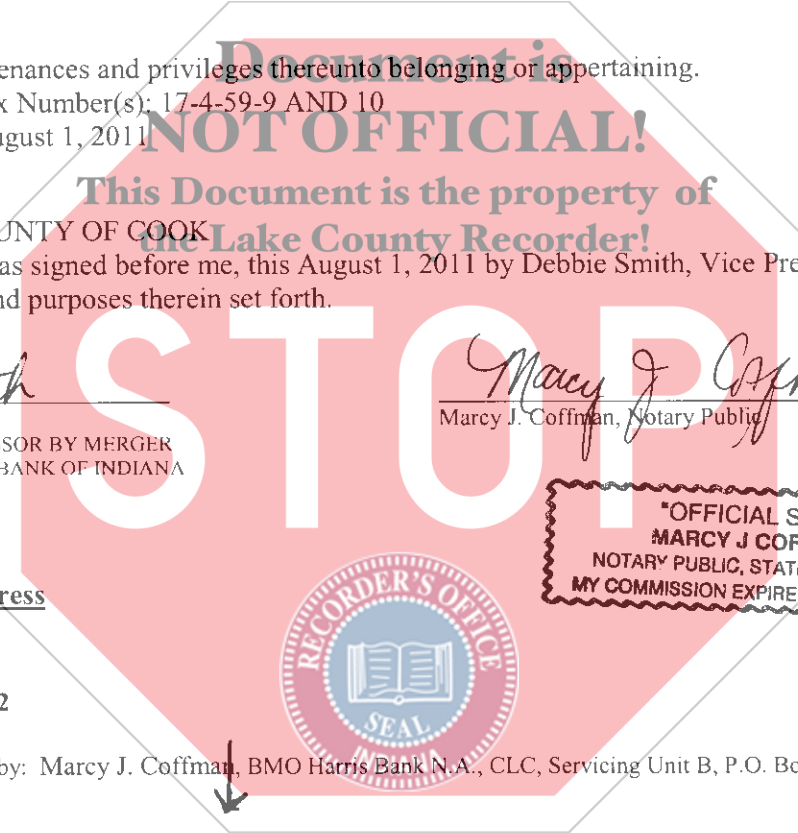 Document is
enances and privileges thereunto belonging or appertaining.
x Number(s): 17-4-59-9 AND 10
NOT OFFICIAL!
ugust 1, 2011
This Document is the property of
UNTY OF COOK
the Lake County Recorder!
as signed before me, this August 1, 2011 by Debbie Smith, Vice Pre
nd purposes therein set forth.
STOP
Marcy J Coffm
Marcy J. Coffman, Notary Public
SOR BY MERGER
BANK OF INDIANA
"OFFICIAL S
MARCY J COF
NOTARY PUBLIC, STAT
MY COMMISSION EXPIRE
ress
RECORDER'S OFFICE
SEAL
INDIANA
2
by: Marcy J. Coffman, BMO Harris Bank N.A., CLC, Servicing Unit B, P.O. Bo